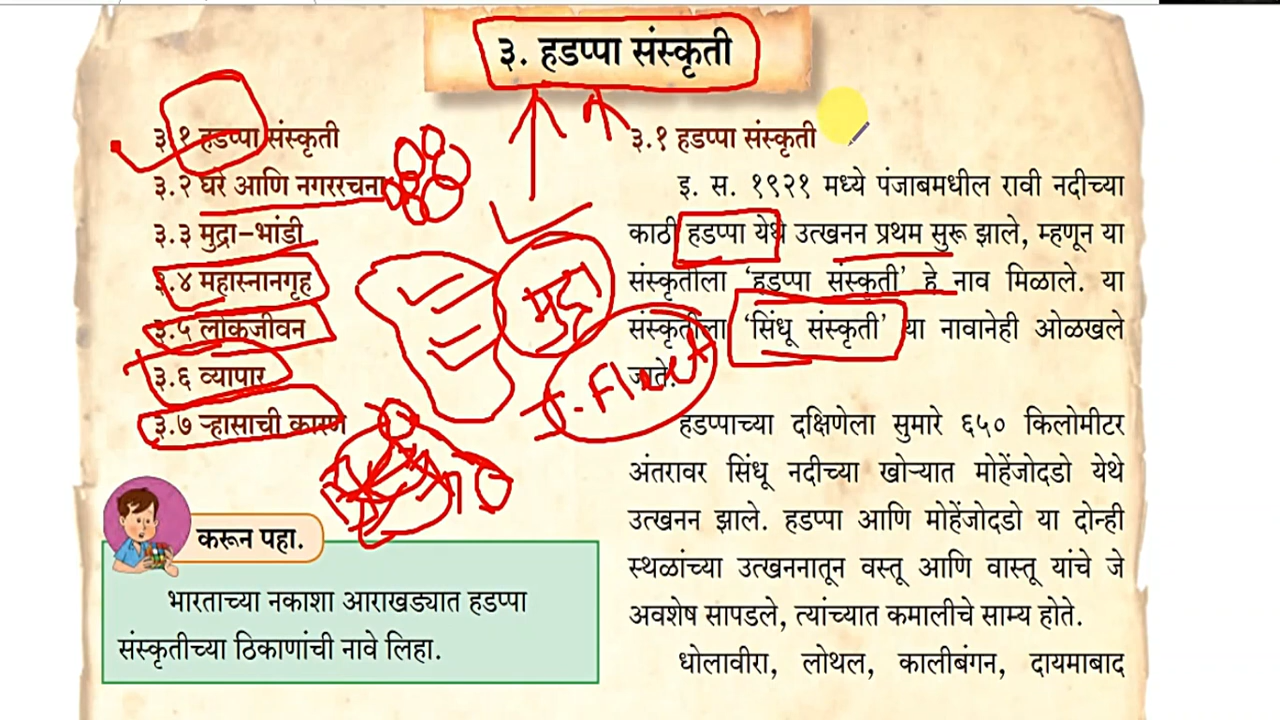 ३. हडप्पा संस्कृती
३.१ हडप्पा संस्कृती
३.२ घरे आणि नगररचना
३.३ मुद्रा-भांडी
३.४ महास्नानगृह
३.५ लोकजीवन
३.६ व्यापार
३.७ ऱ्हासाची कारणे
करून पहा.
भारताच्या नकाशा आराखड्यात हडप्पा
संस्कृतीच्या ठिकाणांची नावे लिहा.
मुद्रा
३.१ हडप्पा संस्कृती
इ. स. १९२१ मध्ये पंजाबमधील रावी नदीच्या
काठी हडप्पा येथे उत्खनन प्रथम सुरू झाले, म्हणून या
संस्कृतीला ‘हडप्पा संस्कृती’ हे नाव मिळाले. या
संस्कृतीला ‘सिंधू संस्कृती’ या नावानेही ओळखले
जाते.
हडप्पाच्या दक्षिणेला सुमारे ६५० किलोमीटर
अंतरावर सिंधू नदीच्या खोऱ्यात मोहेंजोदडो येथे
उत्खनन झाले. हडप्पा आणि मोहेंजोदडो या दोन्ही
स्थळांच्या उत्खननातून वस्तू आणि वास्तू यांचे जे
अवशेष सापडले, त्यांच्यात कमालीचे साम्य होते.
धोलावीरा, लोथल, कालीबंगन, दायमाबाद